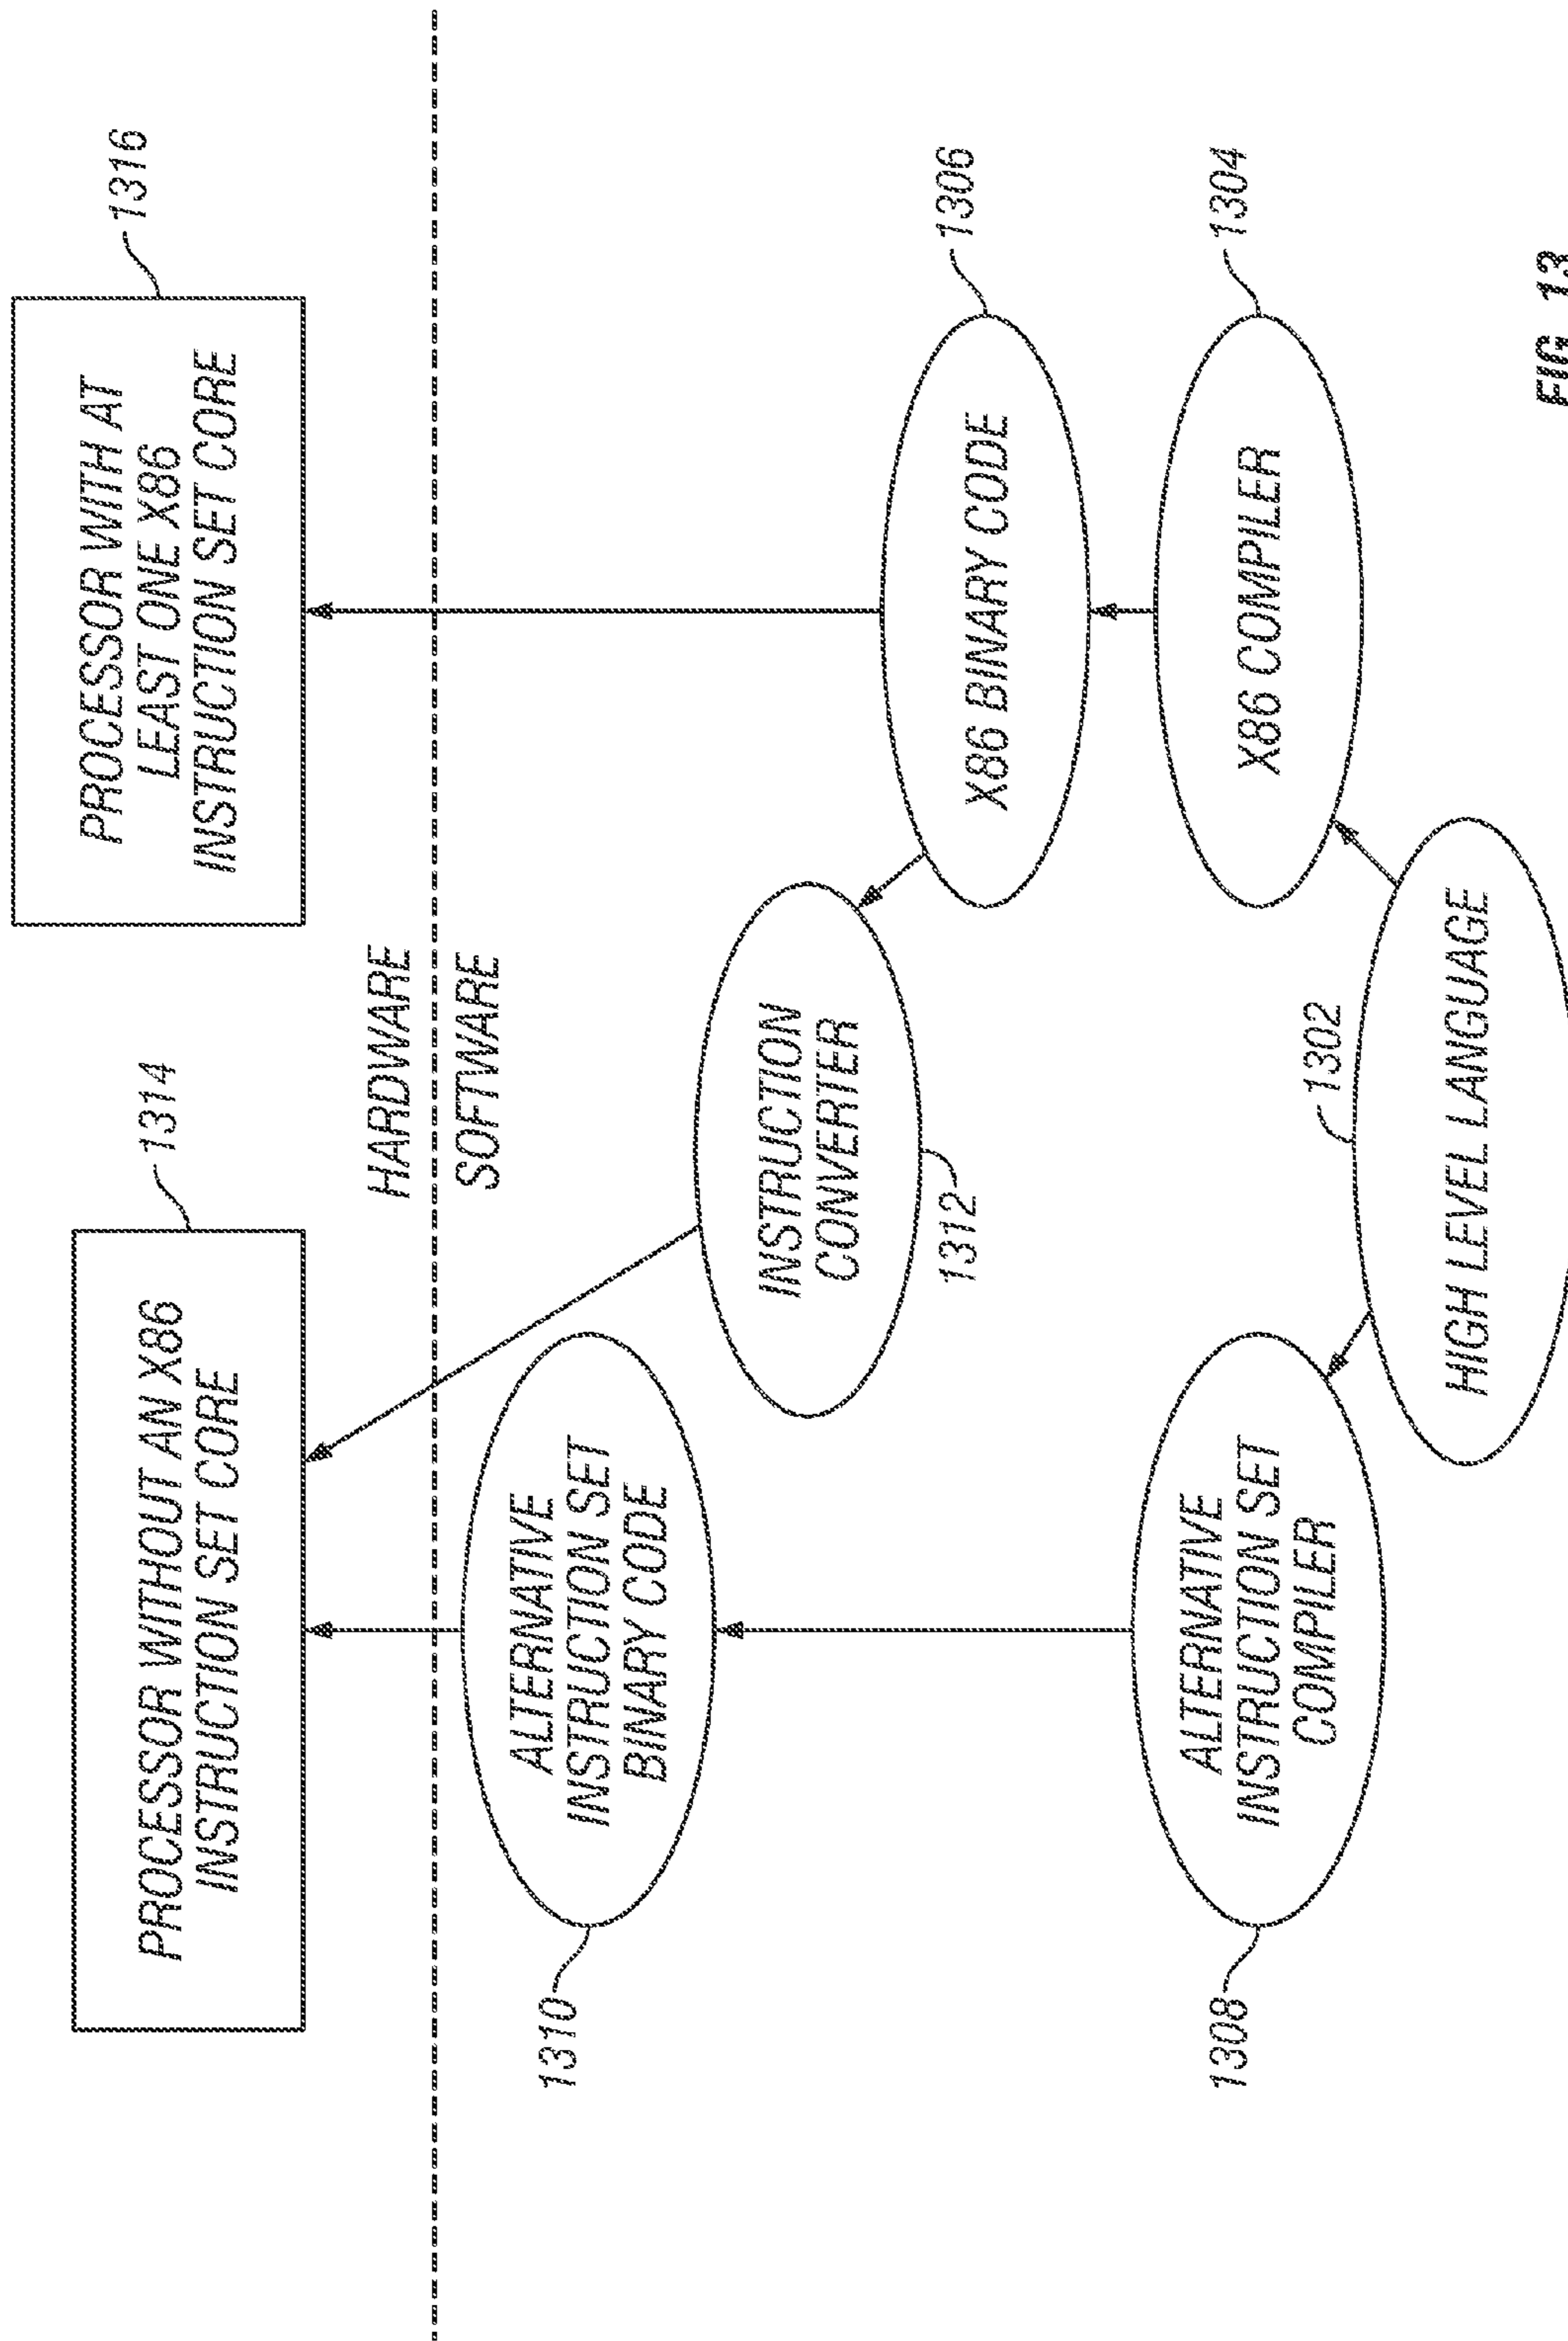 PROCESSOR WITHOUT AN X86
INSTRUCTION SET CORE
1314
PROCESSOR WITH AT
LEAST ONE X86
INSTRUCTION SET CORE
1316
HARDWARE
SOFTWARE
1310
ALTERNATIVE
INSTRUCTION SET
BINARY CODE
INSTRUCTION
CONVERTER
1312
X86 BINARY CODE
1306
1308
ALTERNATIVE
INSTRUCTION SET
COMPILER
X86 COMPILER
1304
1302
HIGH LEVEL LANGUAGE
FIG. 13